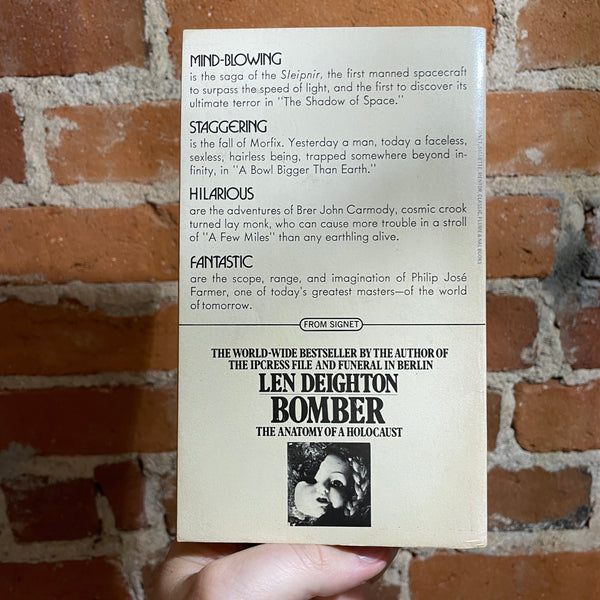 MIND-BLOWING
is the saga of the Sleipnir, the first manned spacecraft
to surpass the speed of light, and the first to discover its
ultimate terror in "The Shadow of Space."
STAGGERING
is the fall of Morfix. Yesterday a man, today a faceless,
sexless, hairless being, trapped somewhere beyond in-
finity, in "A Bowl Bigger Than Earth."
HILARIOUS
are the adventures of Brer John Carmody, cosmic crook
turned lay monk, who can cause more trouble in a stroll
of "A Few Miles" than any earthling alive.
FANTASTIC
are the scope, range, and imagination of Philip José
Farmer, one of today's greatest masters—of the world
of tomorrow.
FROM SIGNET
THE WORLD-WIDE BESTSELLER BY THE AUTHOR OF
THE IPCRESS FILE AND FUNERAL IN BERLIN
LEN DEIGHTON
BOMBER
THE ANATOMY OF A HOLOCAUST